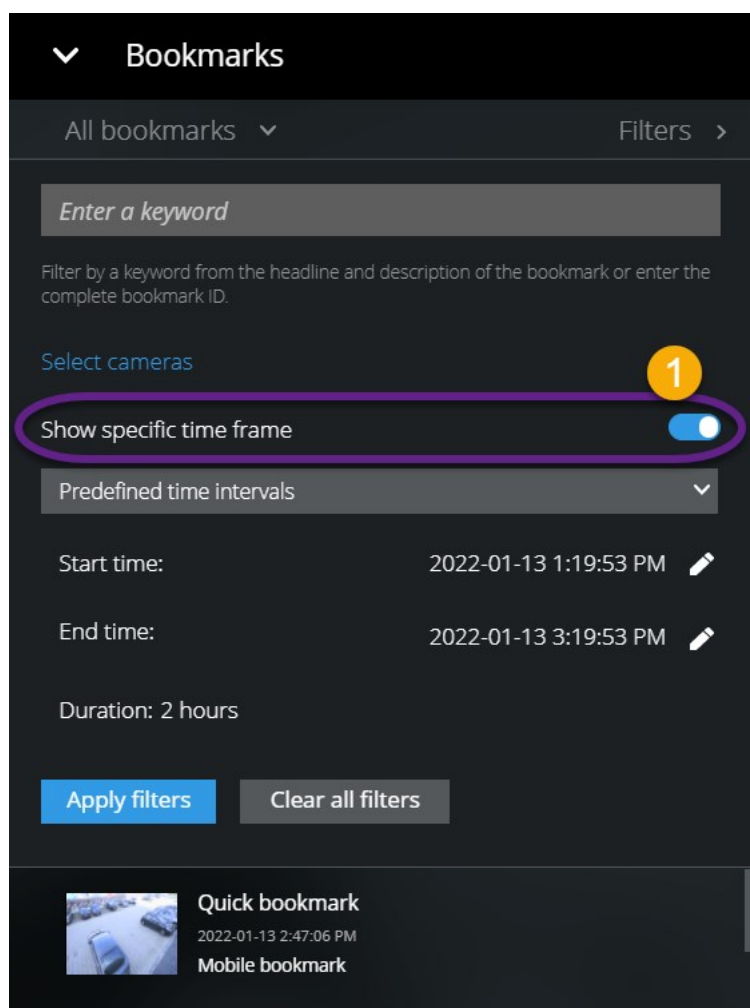 Bookmarks
All bookmarks
Filters
Enter a keyword
Filter by a keyword from the headline and description of the bookmark or enter the
complete bookmark ID.
Select cameras
1
Show specific time frame
Predefined time intervals
Start time: 2022-01-13 1:19:53 PM
End time: 2022-01-13 3:19:53 PM
Duration: 2 hours
Apply filters
Clear all filters
Quick bookmark
2022-01-13 2:47:06 PM
Mobile bookmark